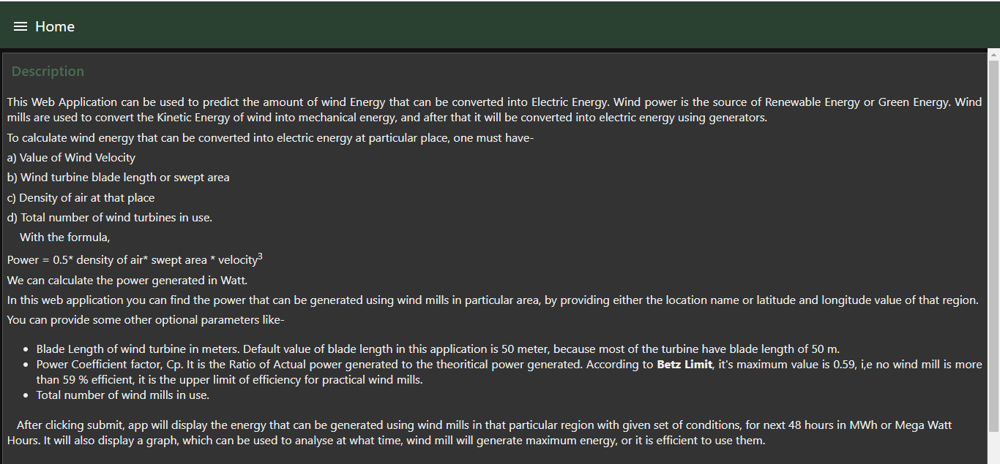 Home
Description
This Web Application can be used to predict the amount of wind Energy that can be converted into Electric Energy. Wind power is the source of Renewable Energy or Green Energy. Wind
mills are used to convert the Kinetic Energy of wind into mechanical energy, and after that it will be converted into electric energy using generators.
To calculate wind energy that can be converted into electric energy at particular place, one must have-
a) Value of Wind Velocity
b) Wind turbine blade length or swept area
c) Density of air at that place
d) Total number of wind turbines in use.
With the formula,
Power = 0.5* density of air* swept area * velocity³
We can calculate the power generated in Watt.
In this web application you can find the power that can be generated using wind mills in particular area, by providing either the location name or latitude and longitude value of that region.
You can provide some other optional parameters like-
• Blade Length of wind turbine in meters. Default value of blade length in this application is 50 meter, because most of the turbine have blade length of 50 m.
• Power Coefficient factor, Cp. It is the Ratio of Actual power generated to the theoritical power generated. According to Betz Limit, it's maximum value is 0.59, i,e no wind mill is more
than 59 % efficient, it is the upper limit of efficiency for practical wind mills.
• Total number of wind mills in use.
After clicking submit, app will display the energy that can be generated using wind mills in that particular region with given set of conditions, for next 48 hours in MWh or Mega Watt
Hours. It will also display a graph, which can be used to analyse at what time, wind mill will generate maximum energy, or it is efficient to use them.